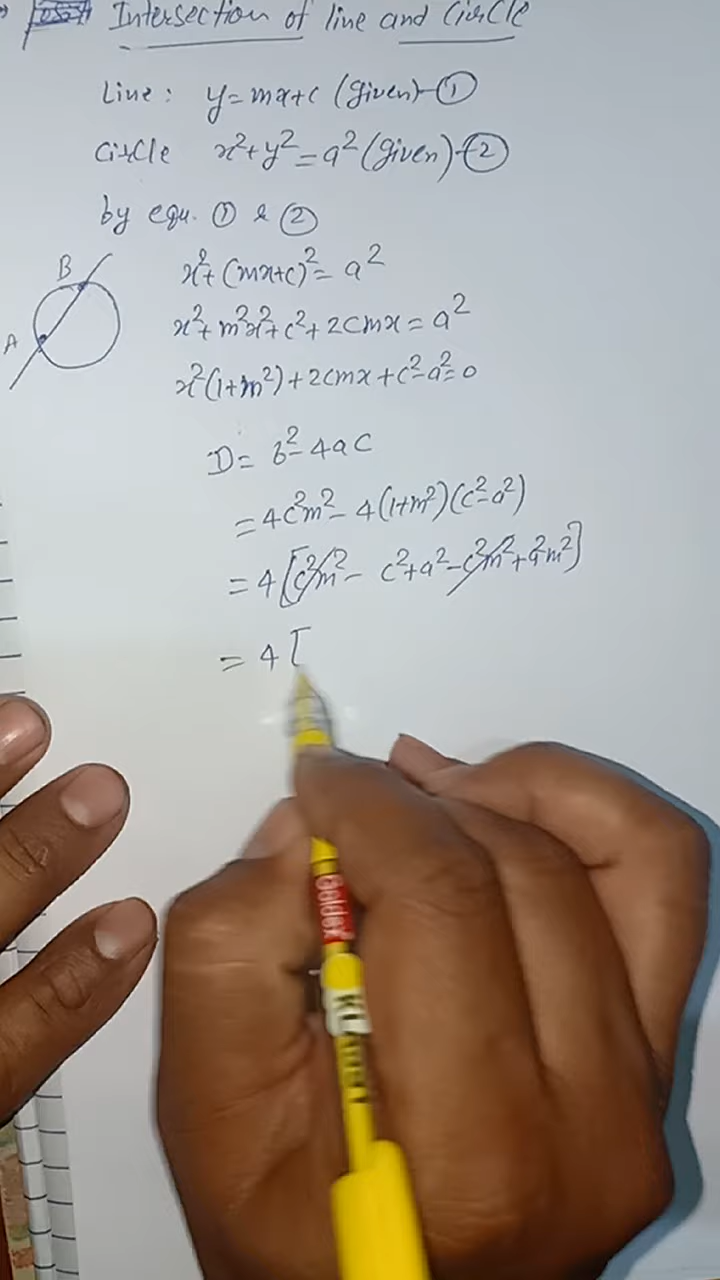 Intersection of line and Circle
Line: y=mx+c (given)-①
Circle x²+y²=a² (given)-②
by equ. ① & ②
B
A
x²+(mx+c)²=a²
x²+m²x²+c²+2cmx=a²
x²(1+m²)+2cmx+c²-a²=0
D= b²-4ac
=4c²m²-4(1+m²)(c²-a²)
=4[c²m²-c²+a²-c²m²+a²m²]
=4[